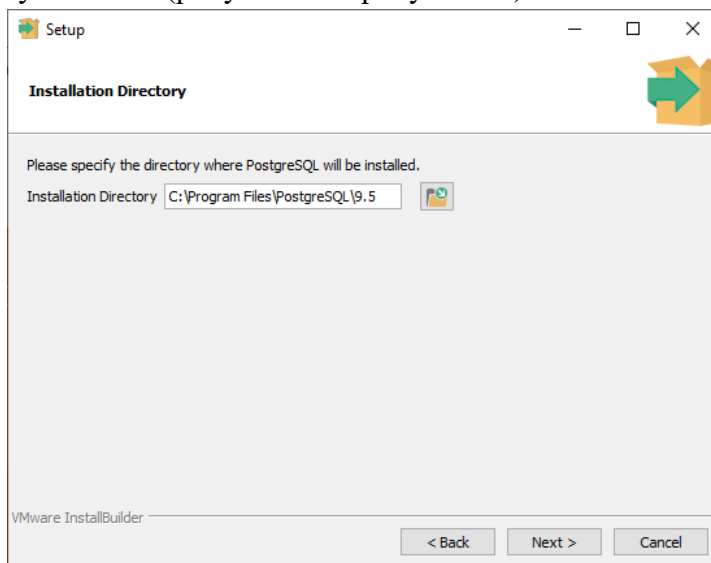 Setup
Installation Directory
Please specify the directory where PostgreSQL will be installed.
Installation Directory C:\Program Files\PostgreSQL\9.5
VMware InstallBuilder
< Back Next > Cancel